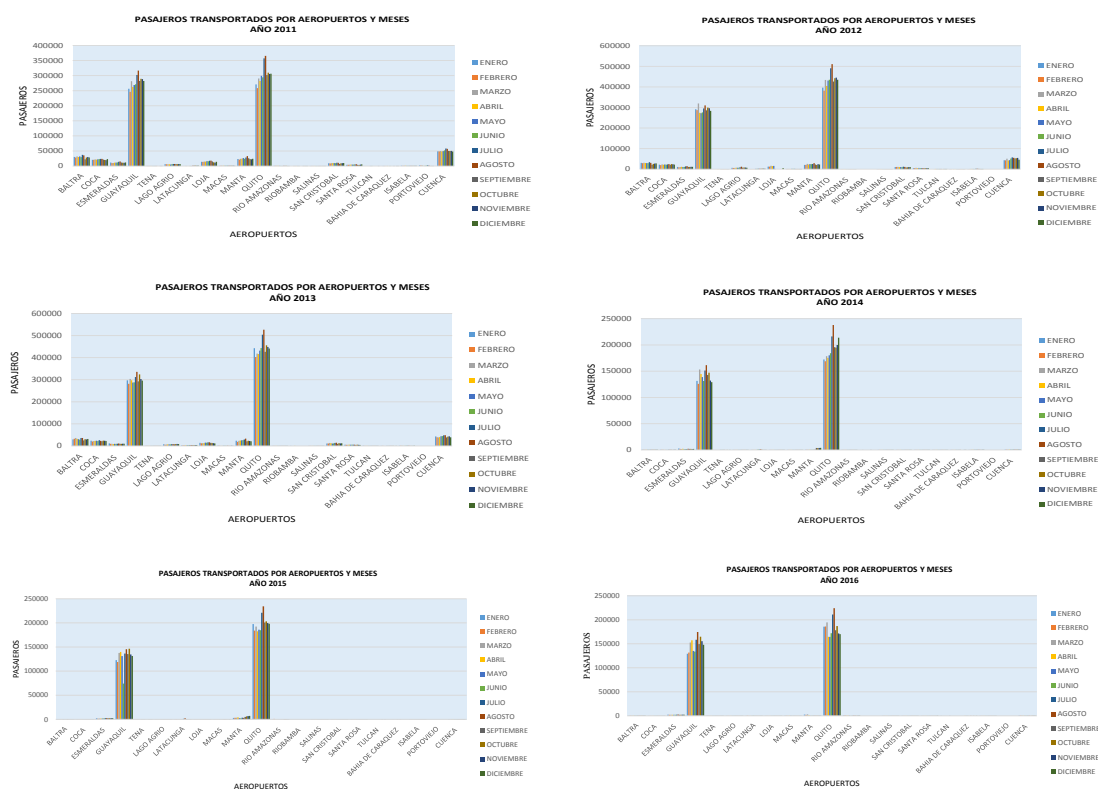 PASAJEROS TRANSPORTADOS POR AEROPUERTOS Y MESES
AÑO 2011
400000
350000
300000
250000
200000
150000
100000
50000
0
PASAJEROS
BALTRA
COCA
ESMERALDAS
GUAYAQUIL
TENA
LAGO AGRIO
LATACUNGA
LOJA
MACAS
MANTA
QUITO
RIO AMAZONAS
RIOBAMBA
SALINAS
SAN CRISTOBAL
SANTA ROSA
TULCAN
BAHIA DE CARAQUEZ
ISABELA
PORTOVIEJO
CUENCA
AEROPUERTOS
ENERO
FEBRERO
MARZO
ABRIL
MAYO
JUNIO
JULIO
AGOSTO
SEPTIEMBRE
OCTUBRE
NOVIEMBRE
DICIEMBRE
PASAJEROS TRANSPORTADOS POR AEROPUERTOS Y MESES
AÑO 2012
600000
500000
400000
300000
200000
100000
0
PASAJEROS
BALTRA
COCA
ESMERALDAS
GUAYAQUIL
TENA
LAGO AGRIO
LATACUNGA
LOJA
MACAS
MANTA
QUITO
RIO AMAZONAS
RIOBAMBA
SALINAS
SAN CRISTOBAL
SANTA ROSA
TULCAN
BAHIA DE CARAQUEZ
ISABELA
PORTOVIEJO
CUENCA
AEROPUERTOS
ENERO
FEBRERO
MARZO
ABRIL
MAYO
JUNIO
JULIO
AGOSTO
SEPTIEMBRE
OCTUBRE
NOVIEMBRE
DICIEMBRE
PASAJEROS TRANSPORTADOS POR AEROPUERTOS Y MESES
AÑO 2013
600000
500000
400000
300000
200000
100000
0
PASAJEROS
BALTRA
COCA
ESMERALDAS
GUAYAQUIL
TENA
LAGO AGRIO
LATACUNGA
LOJA
MACAS
MANTA
QUITO
RIO AMAZONAS
RIOBAMBA
SALINAS
SAN CRISTOBAL
SANTA ROSA
TULCAN
BAHIA DE CARAQUEZ
ISABELA
PORTOVIEJO
CUENCA
AEROPUERTOS
ENERO
FEBRERO
MARZO
ABRIL
MAYO
JUNIO
JULIO
AGOSTO
SEPTIEMBRE
OCTUBRE
NOVIEMBRE
DICIEMBRE
PASAJEROS TRANSPORTADOS POR AEROPUERTOS Y MESES
AÑO 2014
250000
200000
150000
100000
50000
0
PASAJEROS
BALTRA
COCA
ESMERALDAS
GUAYAQUIL
TENA
LAGO AGRIO
LATACUNGA
LOJA
MACAS
MANTA
QUITO
RIO AMAZONAS
RIOBAMBA
SALINAS
SAN CRISTOBAL
SANTA ROSA
TULCAN
BAHIA DE CARAQUEZ
ISABELA
PORTOVIEJO
CUENCA
AEROPUERTOS
ENERO
FEBRERO
MARZO
ABRIL
MAYO
JUNIO
JULIO
AGOSTO
SEPTIEMBRE
OCTUBRE
NOVIEMBRE
DICIEMBRE
PASAJEROS TRANSPORTADOS POR AEROPUERTOS Y MESES
AÑO 2015
250000
200000
150000
100000
50000
0
PASAJEROS
BALTRA
COCA
ESMERALDAS
GUAYAQUIL
TENA
LAGO AGRIO
LATACUNGA
LOJA
MACAS
MANTA
QUITO
RIO AMAZONAS
RIOBAMBA
SALINAS
SAN CRISTOBAL
SANTA ROSA
TULCAN
BAHIA DE CARAQUEZ
ISABELA
PORTOVIEJO
CUENCA
AEROPUERTOS
ENERO
FEBRERO
MARZO
ABRIL
MAYO
JUNIO
JULIO
AGOSTO
SEPTIEMBRE
OCTUBRE
NOVIEMBRE
DICIEMBRE
PASAJEROS TRANSPORTADOS POR AEROPUERTOS Y MESES
AÑO 2016
250000
200000
150000
100000
50000
0
PASAJEROS
BALTRA
COCA
ESMERALDAS
GUAYAQUIL
TENA
LAGO AGRIO
LATACUNGA
LOJA
MACAS
MANTA
QUITO
RIO AMAZONAS
RIOBAMBA
SALINAS
SAN CRISTOBAL
SANTA ROSA
TULCAN
BAHIA DE CARAQUEZ
ISABELA
PORTOVIEJO
CUENCA
AEROPUERTOS
ENERO
FEBRERO
MARZO
ABRIL
MAYO
JUNIO
JULIO
AGOSTO
SEPTIEMBRE
OCTUBRE
NOVIEMBRE
DICIEMBRE